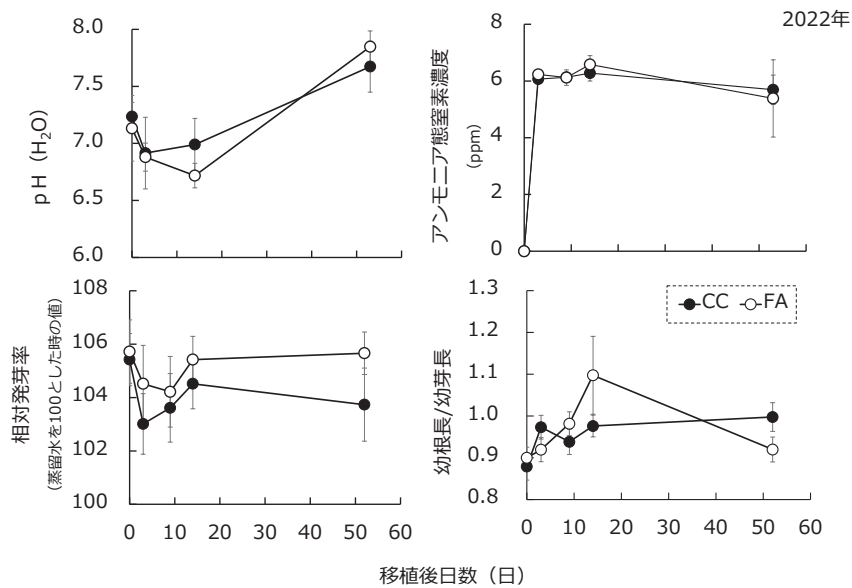 2022年
pH（H₂O）
8.0
7.5
7.0
6.5
6.0
アンモニア態窒素濃度
(ppm)
8
6
4
2
0
相対発芽率
（蒸留水を100とした時の値）
108
106
104
102
100
0 10 20 30 40 50 60
幼根長/幼芽長
1.3
1.2
1.1
1.0
0.9
0.8
CC FA
0 10 20 30 40 50 60
移植後日数（日）